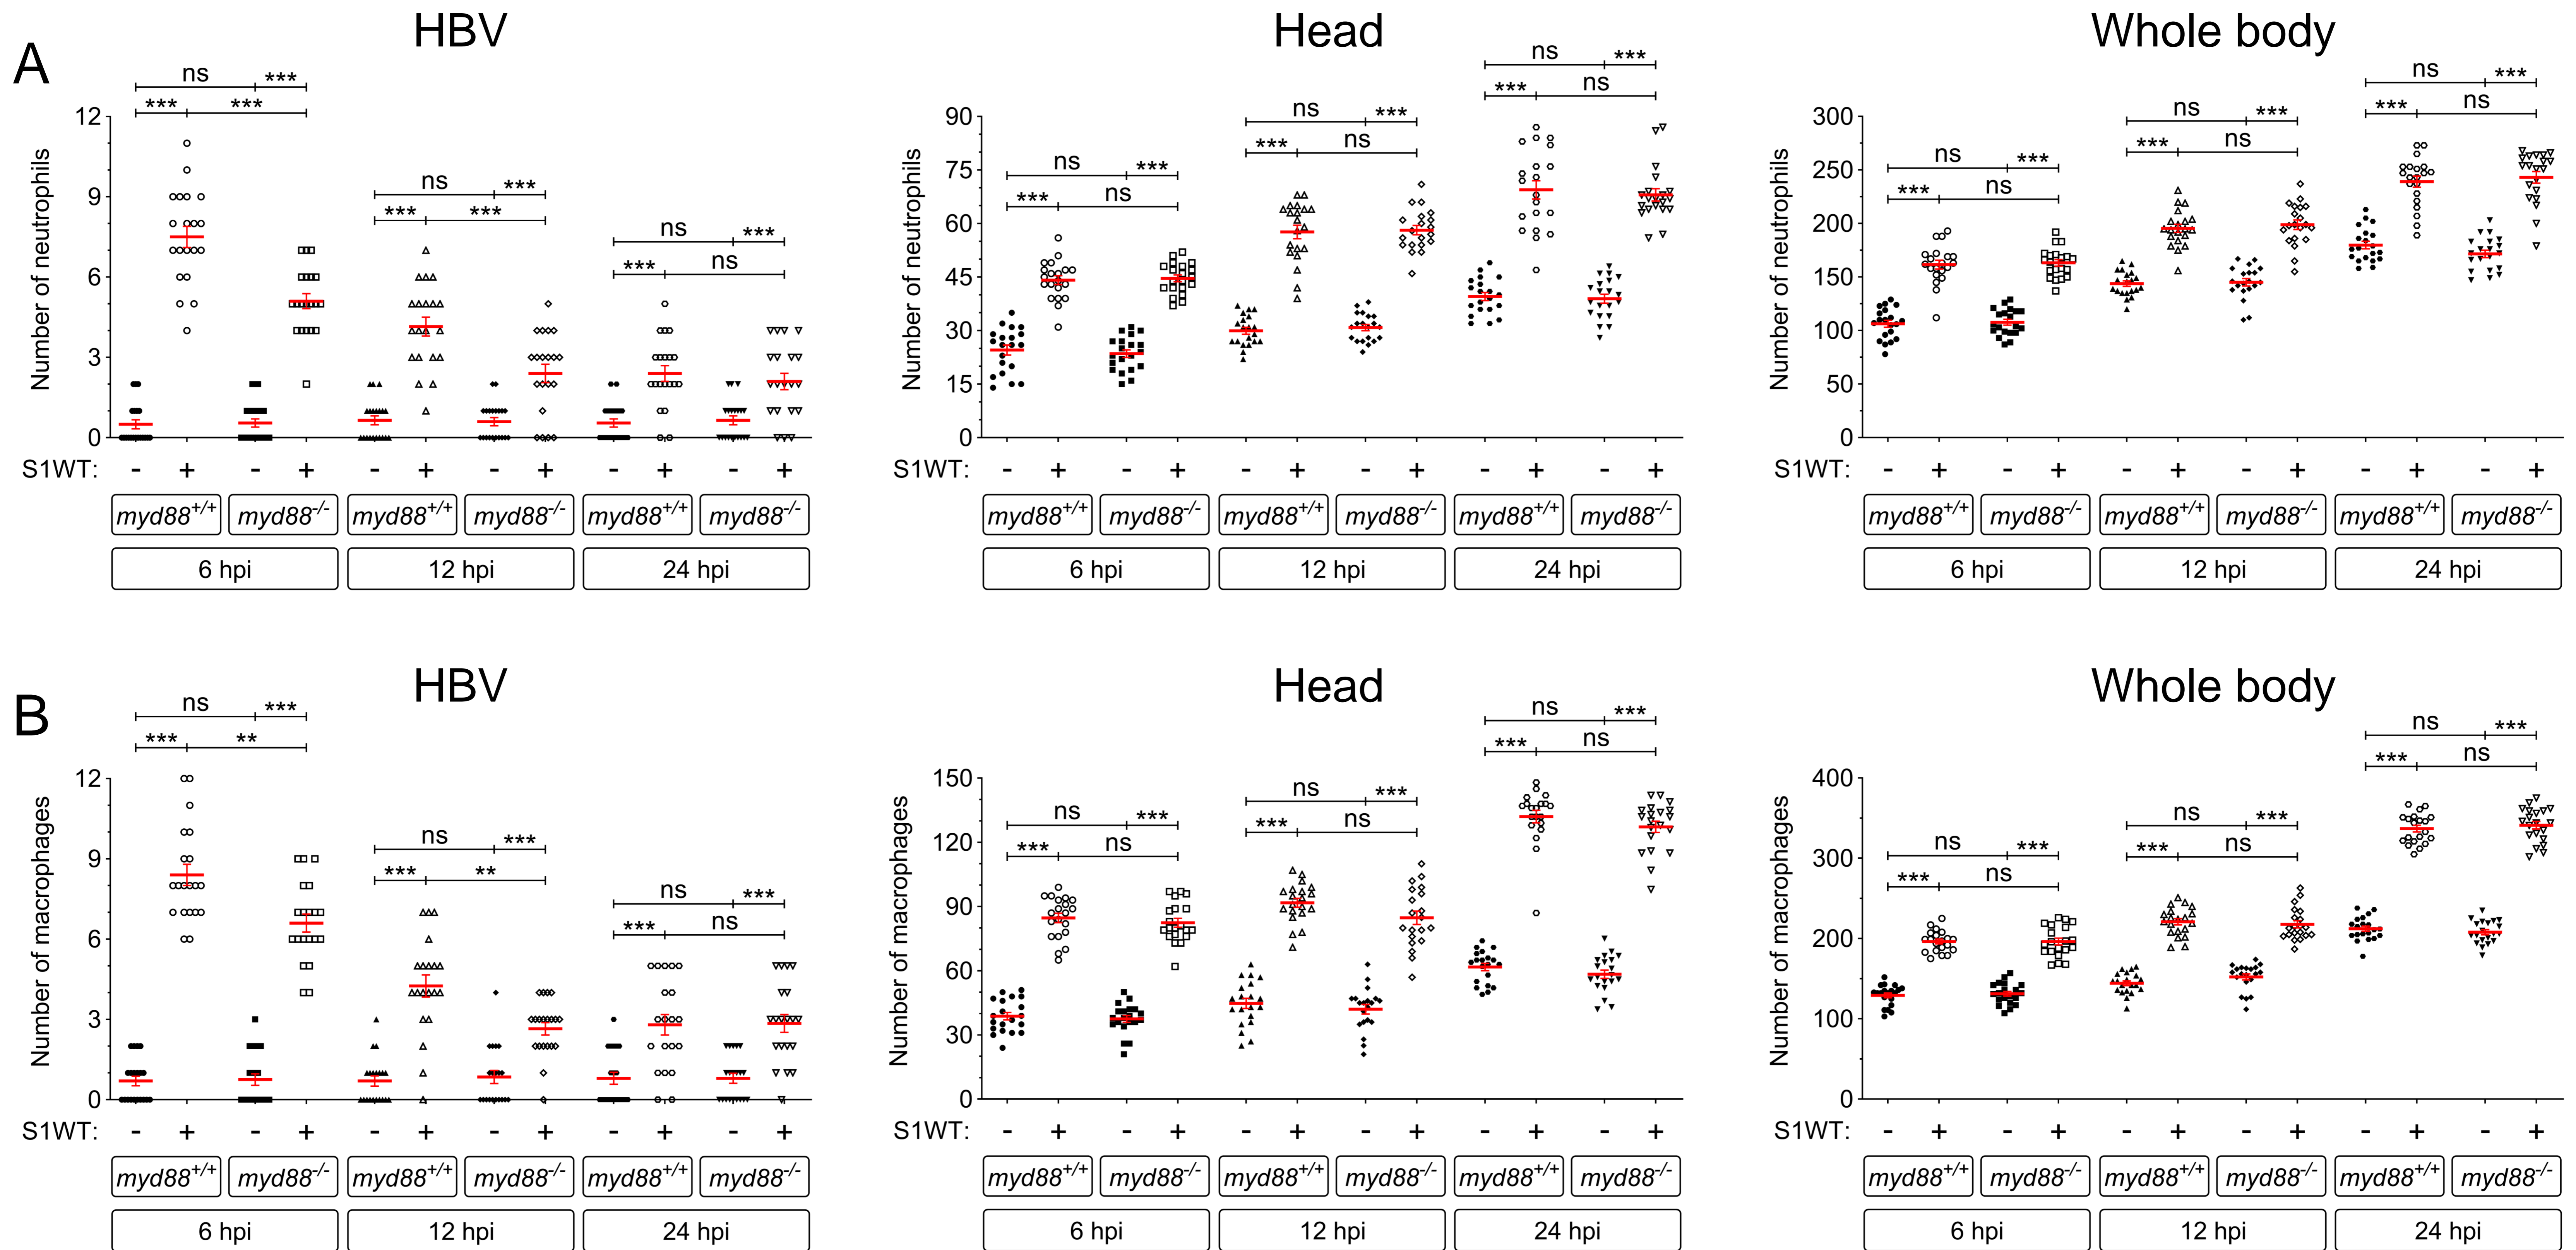 A
HBV
Head
Whole body
ns ***
*** ***
ns ***
*** ***
ns ***
*** ns
Number of neutrophils
12
9
6
3
0
S1WT: - + - + - + - + - + - +
myd88+/+ myd88-/- myd88+/+ myd88-/- myd88+/+ myd88-/-
6 hpi 12 hpi 24 hpi
ns ***
*** ns
ns ***
*** ns
ns ***
*** ns
Number of neutrophils
90
75
60
45
30
15
0
S1WT: - + - + - + - + - + - +
myd88+/+ myd88-/- myd88+/+ myd88-/- myd88+/+ myd88-/-
6 hpi 12 hpi 24 hpi
ns ***
*** ns
ns ***
*** ns
ns ***
*** ns
Number of neutrophils
300
250
200
150
100
50
0
S1WT: - + - + - + - + - + - +
myd88+/+ myd88-/- myd88+/+ myd88-/- myd88+/+ myd88-/-
6 hpi 12 hpi 24 hpi
B
HBV
Head
Whole body
ns ***
*** **
ns ***
*** **
ns ***
*** ns
Number of macrophages
12
9
6
3
0
S1WT: - + - + - + - + - + - +
myd88+/+ myd88-/- myd88+/+ myd88-/- myd88+/+ myd88-/-
6 hpi 12 hpi 24 hpi
ns ***
*** ns
ns ***
*** ns
ns ***
*** ns
Number of macrophages
150
120
90
60
30
0
S1WT: - + - + - + - + - + - +
myd88+/+ myd88-/- myd88+/+ myd88-/- myd88+/+ myd88-/-
6 hpi 12 hpi 24 hpi
ns ***
*** ns
ns ***
*** ns
ns ***
*** ns
Number of macrophages
400
300
200
100
0
S1WT: - + - + - + - + - + - +
myd88+/+ myd88-/- myd88+/+ myd88-/- myd88+/+ myd88-/-
6 hpi 12 hpi 24 hpi